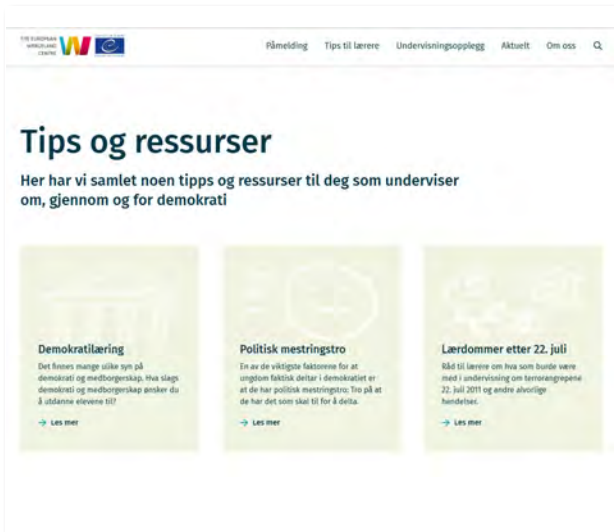 THE EUROPEAN
WERGELAND
CENTRE
Påmelding Tips til lærere Undervisningsopplegg Aktuelt Om oss
Tips og ressurser
Her har vi samlet noen tipps og ressurser til deg som underviser
om, gjennom og for demokrati
Demokratilæring
Det finnes mange ulike syn på
demokrati og medborgerskap. Hva slags
demokrati og medborgerskap ønsker du
å utdanne elevene til?
→ Les mer
Politisk mestringstro
En av de viktigste faktorene for at
ungdom faktisk deltar i demokratiet er
at de har politisk mestringstro: Tro på at
de har det som skal til for å delta.
→ Les mer
Lærdommer etter 22. juli
Råd til lærere om hva som burde være
med i undervisning om terrorangrepene
22. juli 2011 og andre alvorlige
hendelser.
→ Les mer